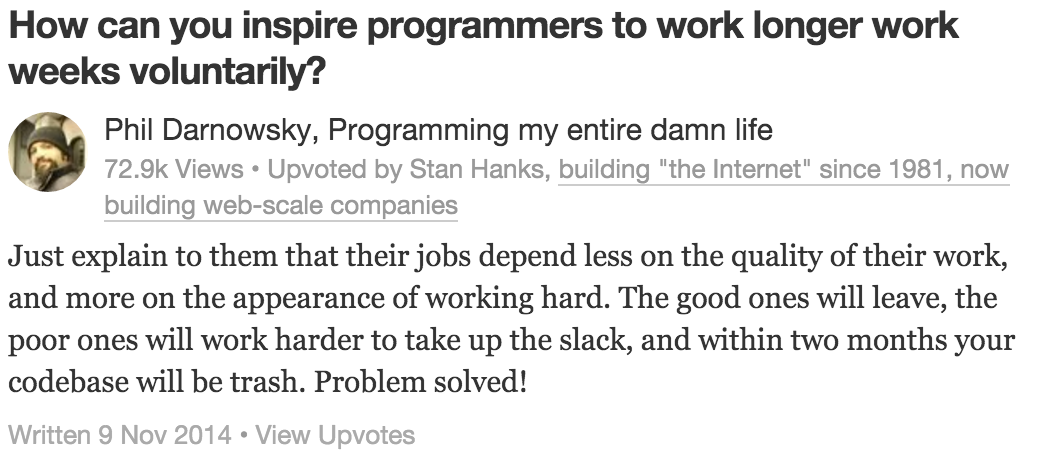 How can you inspire programmers to work longer work
weeks voluntarily?
Phil Darnowsky, Programming my entire damn life
72.9k Views • Upvoted by Stan Hanks, building "the Internet" since 1981, now
building web-scale companies
Just explain to them that their jobs depend less on the quality of their work,
and more on the appearance of working hard. The good ones will leave, the
poor ones will work harder to take up the slack, and within two months your
codebase will be trash. Problem solved!
Written 9 Nov 2014 • View Upvotes